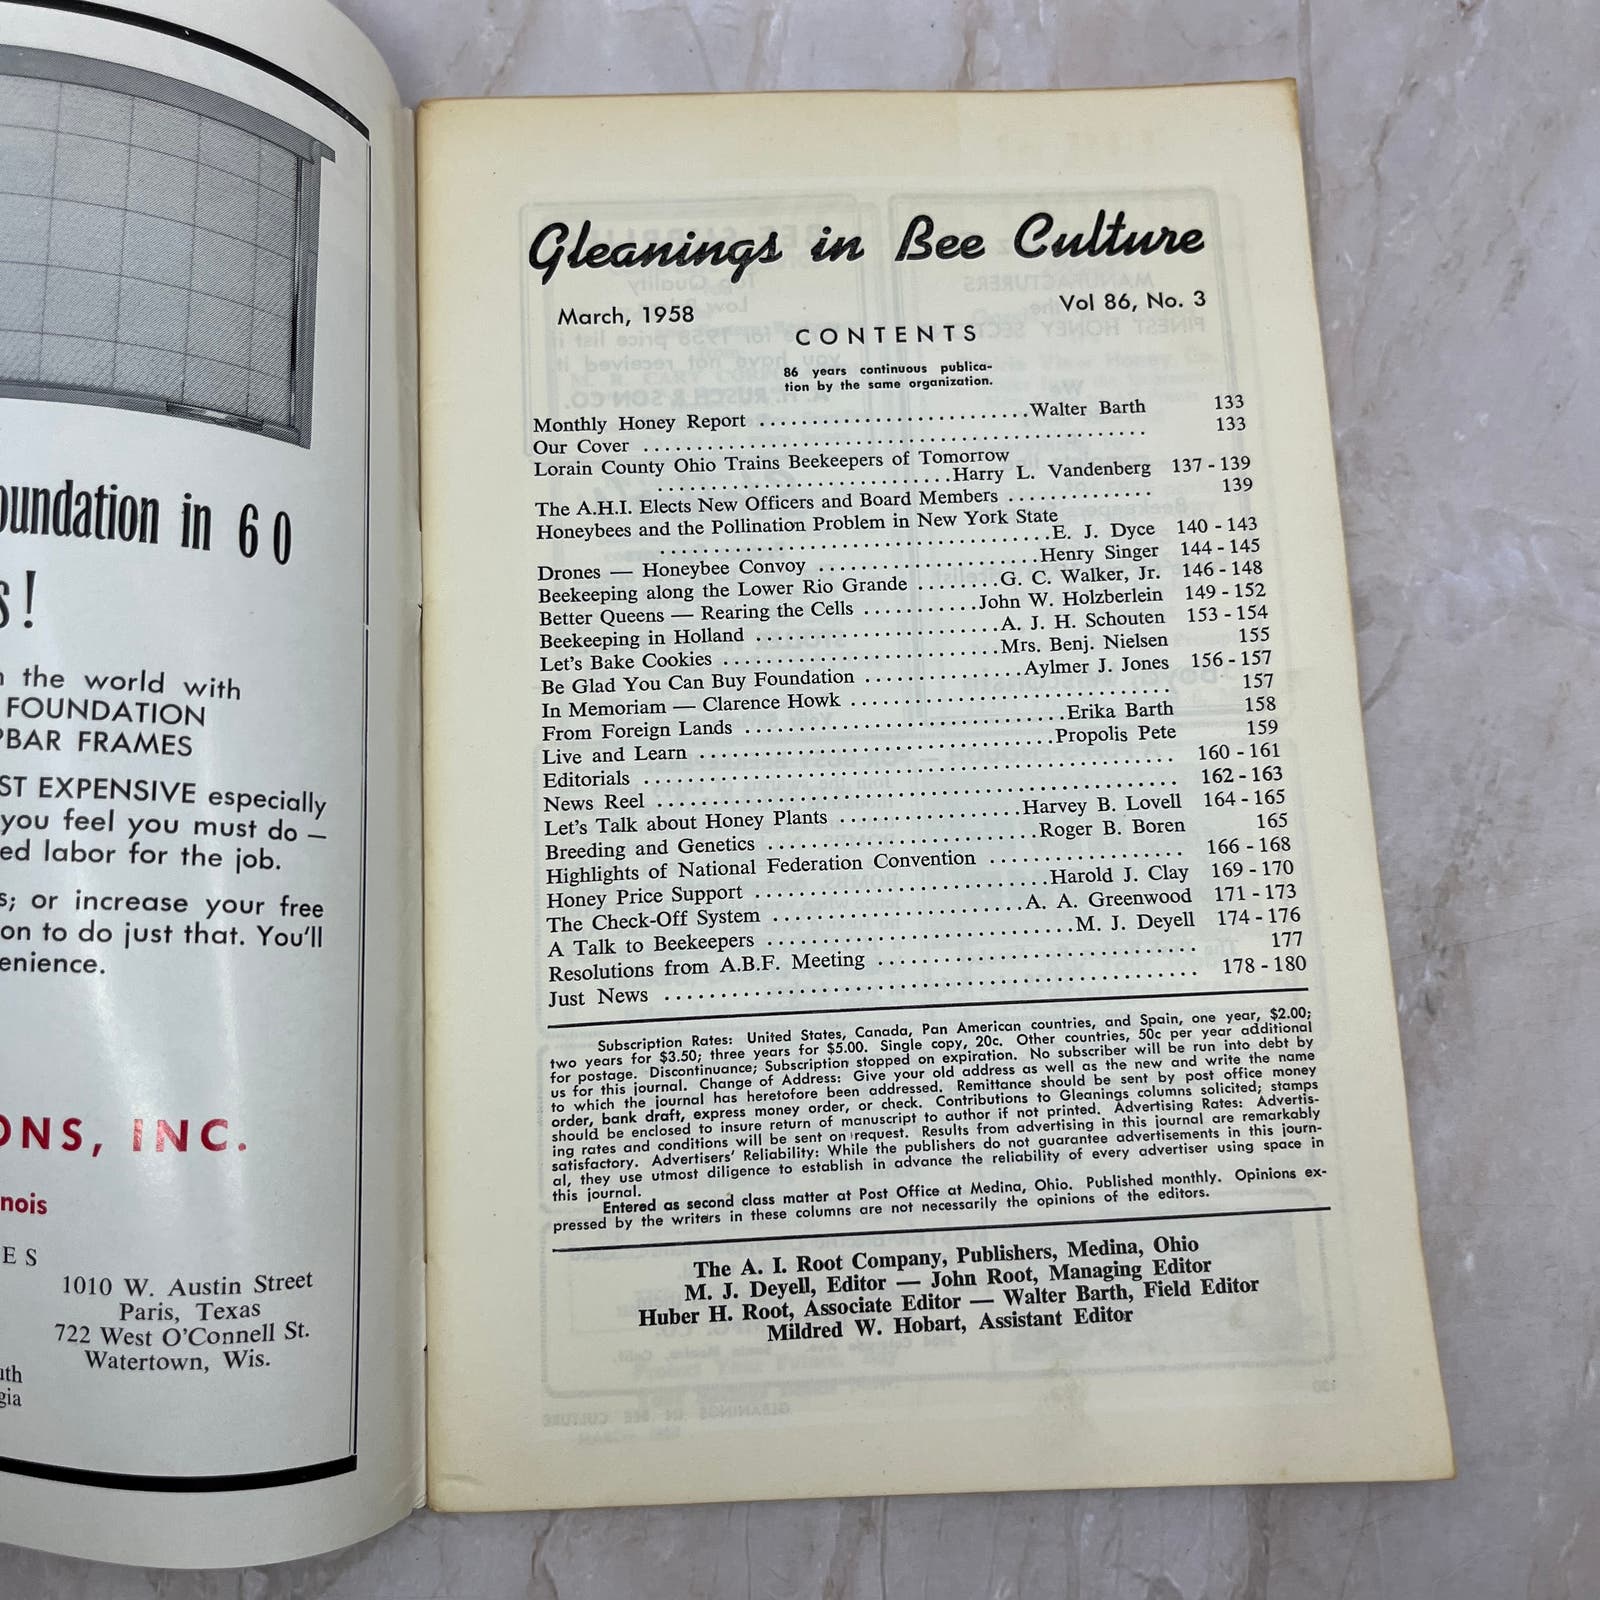 oundation in 60
s!
the world with
FOUNDATION
PBAR FRAMES
ST EXPENSIVE especially
you feel you must do –
ed labor for the job.
s; or increase your free
on to do just that. You'll
enience.
ONS, INC.
nois
E S
1010 W. Austin Street
Paris, Texas
722 West O'Connell St.
Watertown, Wis.
uth
gia
Gleanings in Bee Culture
March, 1958 Vol 86, No. 3
CONTENTS
86 years continuous publica-
tion by the same organization.
Monthly Honey Report ..............................Walter Barth 133
Our Cover ...................................................... 133
Lorain County Ohio Trains Beekeepers of Tomorrow
..............................Harry L. Vandenberg 137 - 139
The A.H.I. Elects New Officers and Board Members .............. 139
Honeybees and the Pollination Problem in New York State
........................................E. J. Dyce 140 - 143
Drones — Honeybee Convoy ........................Henry Singer 144 - 145
Beekeeping along the Lower Rio Grande ........G. C. Walker, Jr. 146 - 148
Better Queens — Rearing the Cells ............John W. Holzberlein 149 - 152
Beekeeping in Holland ..........................A. J. H. Schouten 153 - 154
Let's Bake Cookies ..............................Mrs. Benj. Nielsen 155
Be Glad You Can Buy Foundation ................Aylmer J. Jones 156 - 157
In Memoriam — Clarence Howk .................................. 157
From Foreign Lands ..................................Erika Barth 158
Live and Learn ......................................Propolis Pete 159
Editorials ...................................................... 160 - 161
News Reel ...................................................... 162 - 163
Let's Talk about Honey Plants ....................Harvey B. Lovell 164 - 165
Breeding and Genetics ............................Roger B. Boren 165
Highlights of National Federation Convention .................... 166 - 168
Honey Price Support ..............................Harold J. Clay 169 - 170
The Check-Off System ..........................A. A. Greenwood 171 - 173
A Talk to Beekeepers ................................M. J. Deyell 174 - 176
Resolutions from A.B.F. Meeting ................................ 177
Just News ...................................................... 178 - 180
Subscription Rates: United States, Canada, Pan American countries, and Spain, one year, $2.00;
two years for $3.50; three years for $5.00. Single copy, 20c. Other countries, 50c per year additional
for postage. Discontinuance; Subscription stopped on expiration. No subscriber will be run into debt by
us for this journal. Change of Address: Give your old address as well as the new and write the name
to which the journal has heretofore been addressed. Remittance should be sent by post office money
order, bank draft, express money order, or check. Contributions to Gleanings columns solicited; stamps
should be enclosed to insure return of manuscript to author if not printed. Advertising Rates: Advertis-
ing rates and conditions will be sent on request. Results from advertising in this journal are remarkably
satisfactory. Advertisers' Reliability: While the publishers do not guarantee advertisements in this journ-
al, they use utmost diligence to establish in advance the reliability of every advertiser using space in
this journal.
Entered as second class matter at Post Office at Medina, Ohio. Published monthly. Opinions ex-
pressed by the writers in these columns are not necessarily the opinions of the editors.
The A. I. Root Company, Publishers, Medina, Ohio
M. J. Deyell, Editor — John Root, Managing Editor
Huber H. Root, Associate Editor — Walter Barth, Field Editor
Mildred W. Hobart, Assistant Editor